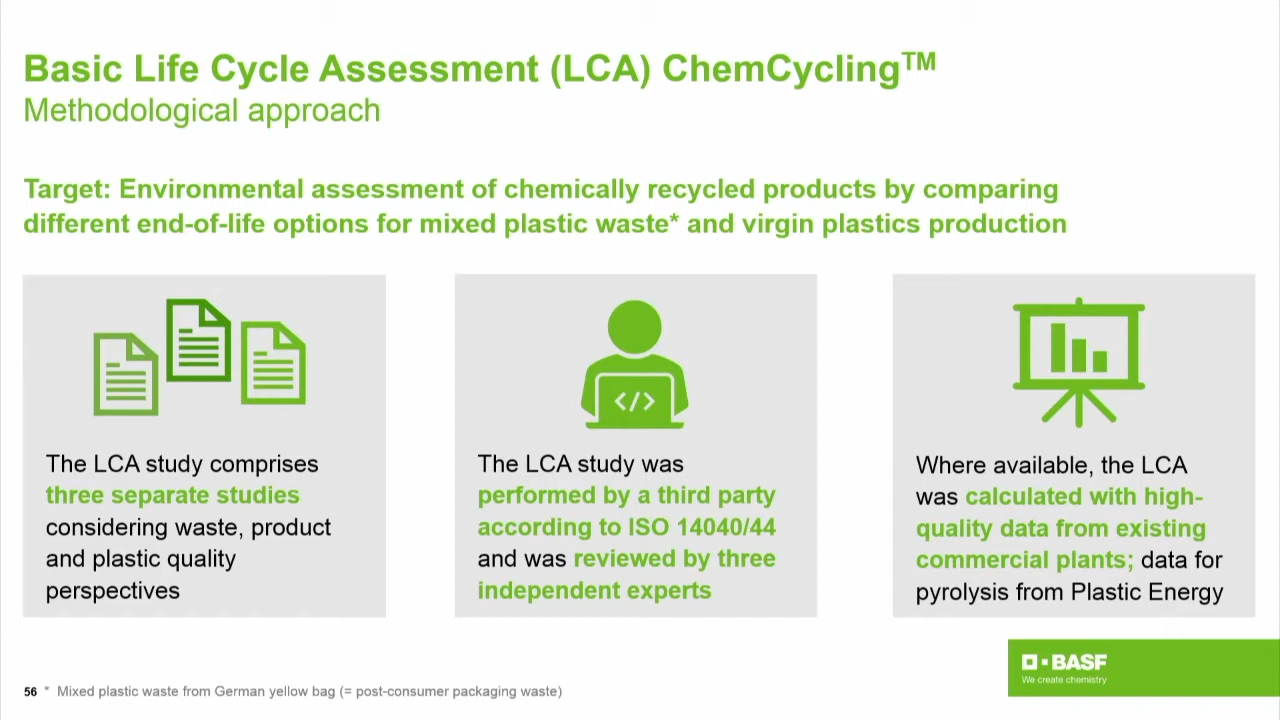 Basic Life Cycle Assessment (LCA) ChemCycling™
Methodological approach
Target: Environmental assessment of chemically recycled products by comparing
different end-of-life options for mixed plastic waste* and virgin plastics production
The LCA study comprises
three separate studies
considering waste, product
and plastic quality
perspectives
</>
The LCA study was
performed by a third party
according to ISO 14040/44
and was reviewed by three
independent experts
Where available, the LCA
was calculated with high-
quality data from existing
commercial plants; data for
pyrolysis from Plastic Energy
BASF
We create chemistry
56 * Mixed plastic waste from German yellow bag (= post-consumer packaging waste)